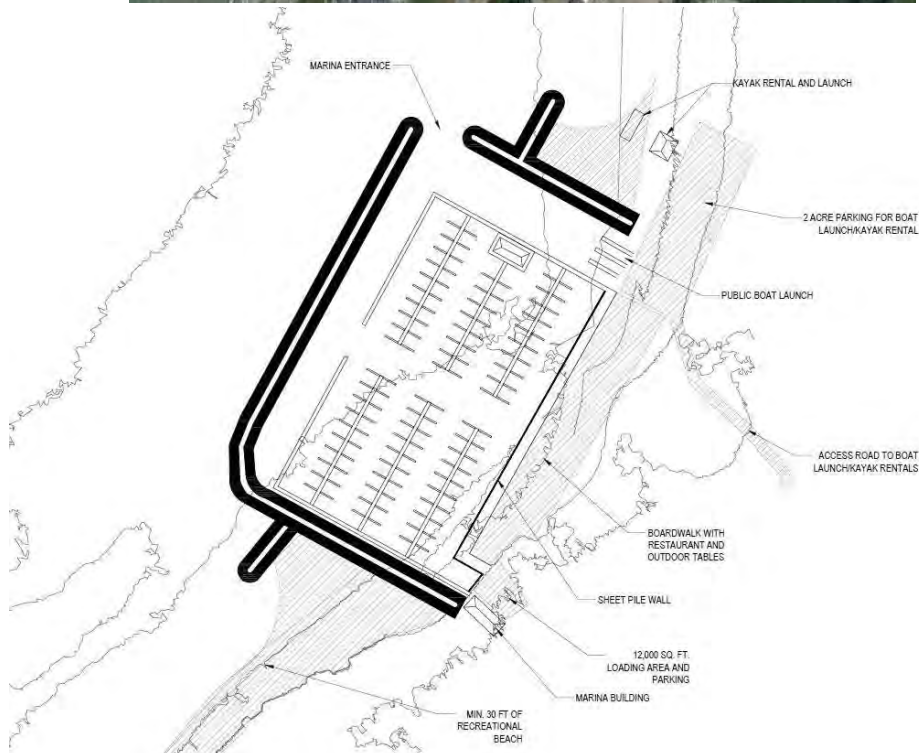 MARINA ENTRANCE
KAYAK RENTAL AND LAUNCH
2 ACRE PARKING FOR BOAT
LAUNCH/KAYAK RENTAL
PUBLIC BOAT LAUNCH
ACCESS ROAD TO BOAT
LAUNCH/KAYAK RENTALS
BOARDWALK WITH
RESTAURANT AND
OUTDOOR TABLES
SHEET PILE WALL
12,000 SQ. FT.
LOADING AREA AND
PARKING
MARINA BUILDING
MIN. 30 FT OF
RECREATIONAL
BEACH